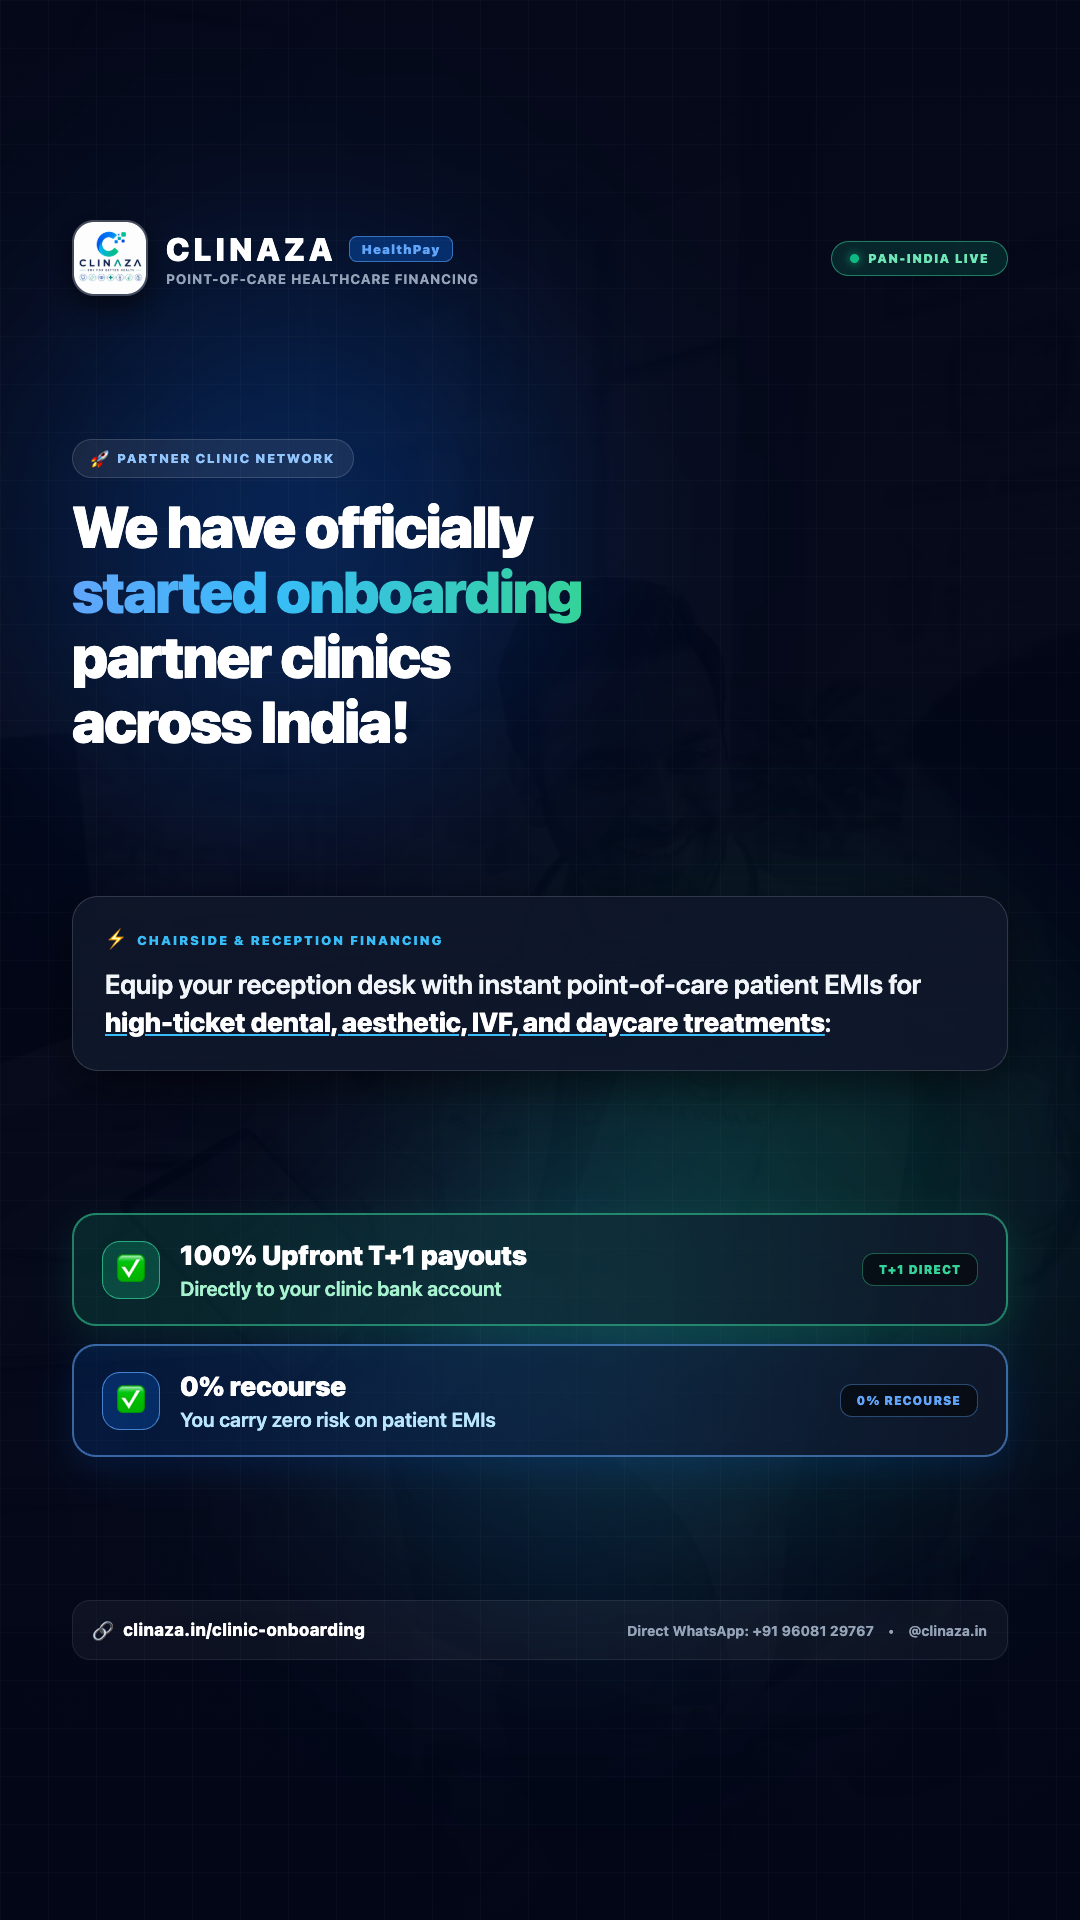 CLINAZA
EMI FOR BETTER HEALTH
CLINAZA HealthPay
POINT-OF-CARE HEALTHCARE FINANCING
PAN-INDIA LIVE
🚀 PARTNER CLINIC NETWORK
We have officially
started onboarding
partner clinics
across India!
⚡ CHAIRSIDE & RECEPTION FINANCING
Equip your reception desk with instant point-of-care patient EMIs for
high-ticket dental, aesthetic, IVF, and daycare treatments:
✅ 100% Upfront T+1 payouts
Directly to your clinic bank account
T+1 DIRECT
✅ 0% recourse
You carry zero risk on patient EMIs
0% RECOURSE
🔗 clinaza.in/clinic-onboarding
Direct WhatsApp: +91 96081 29767 • @clinaza.in